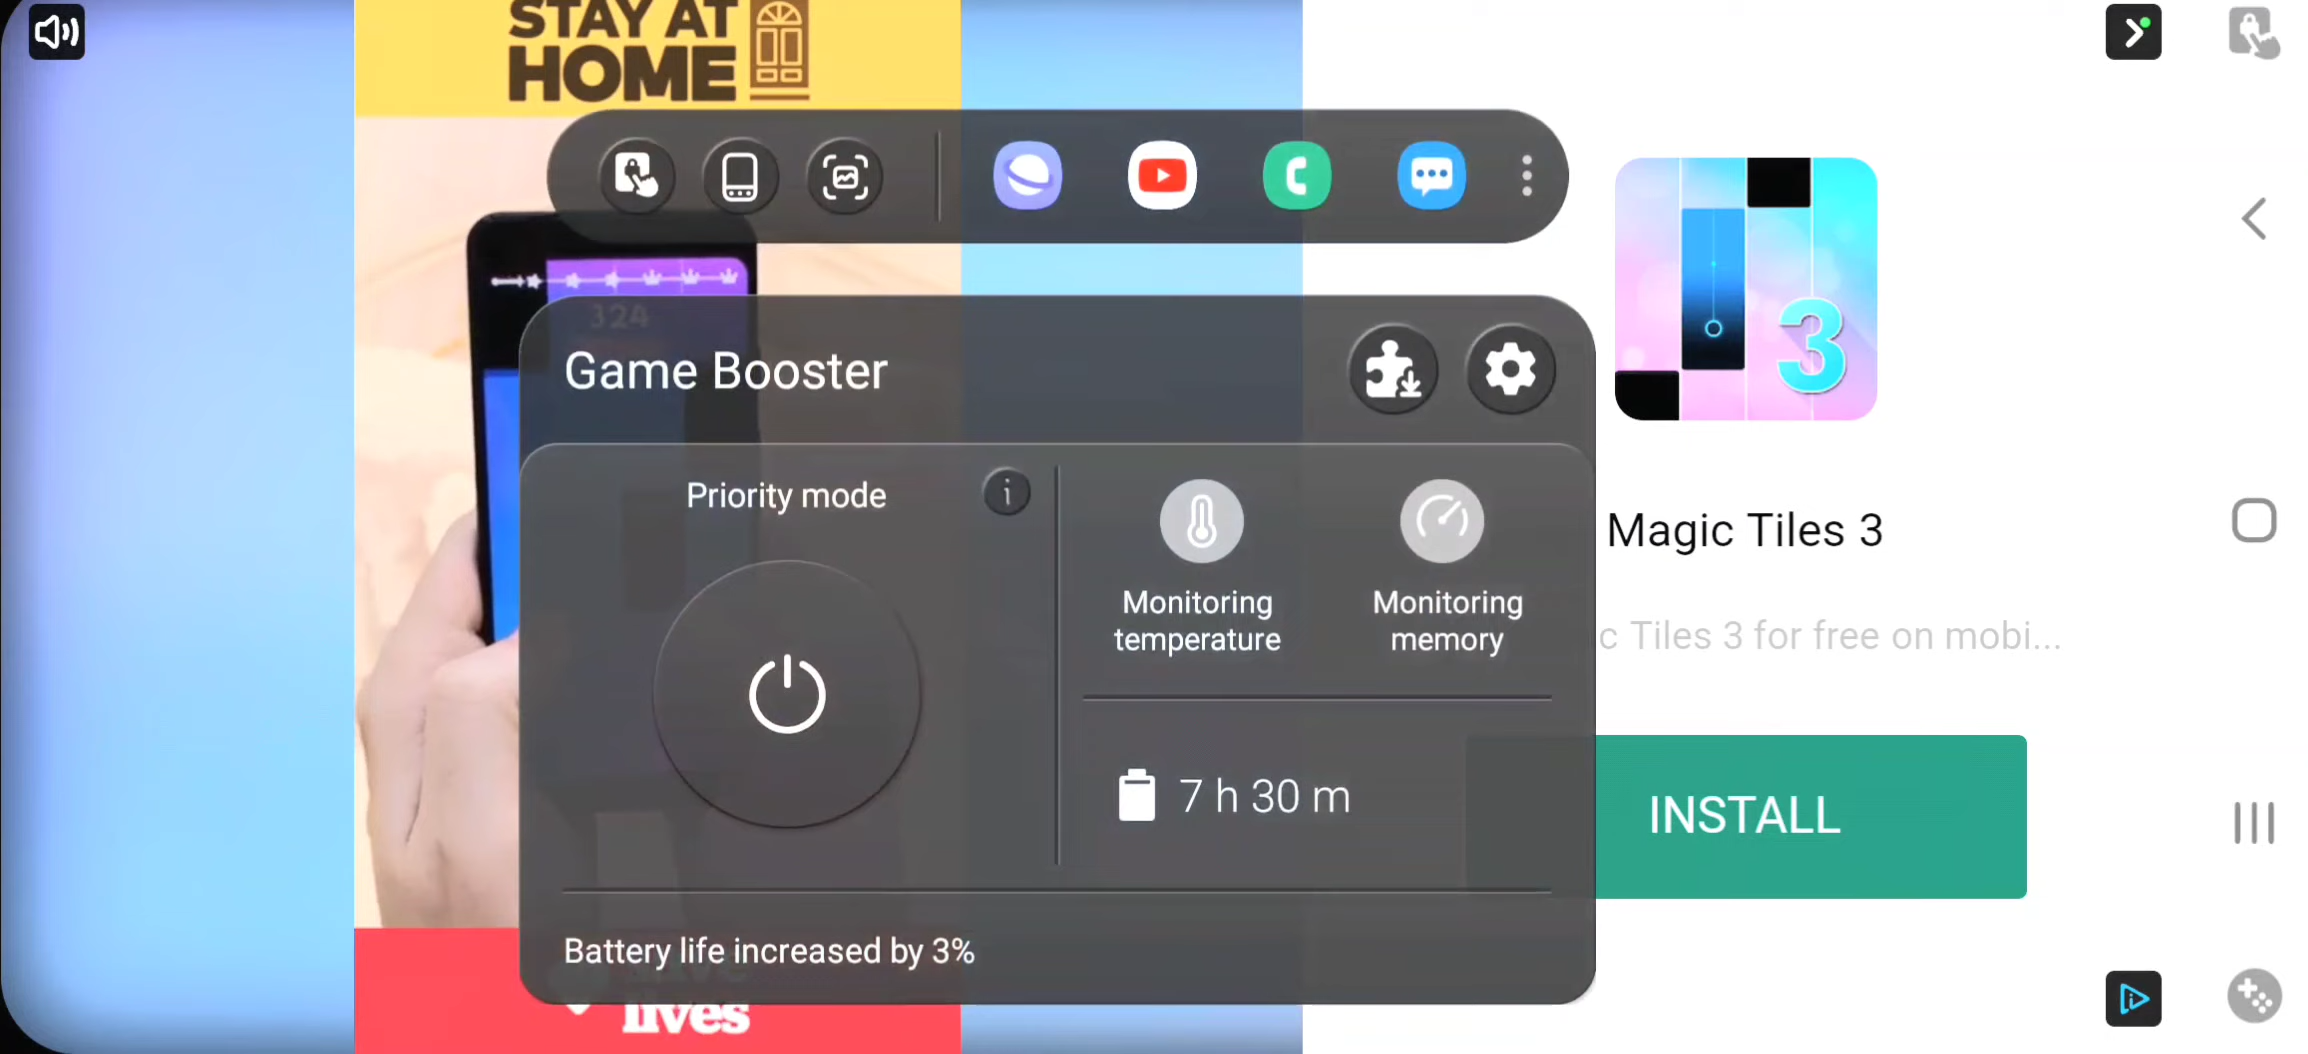 STAY AT
HOME
324
Game Booster
Priority mode
i
Monitoring
temperature
Monitoring
memory
7 h 30 m
Battery life increased by 3%
3
Magic Tiles 3
c Tiles 3 for free on mobi...
INSTALL
lives